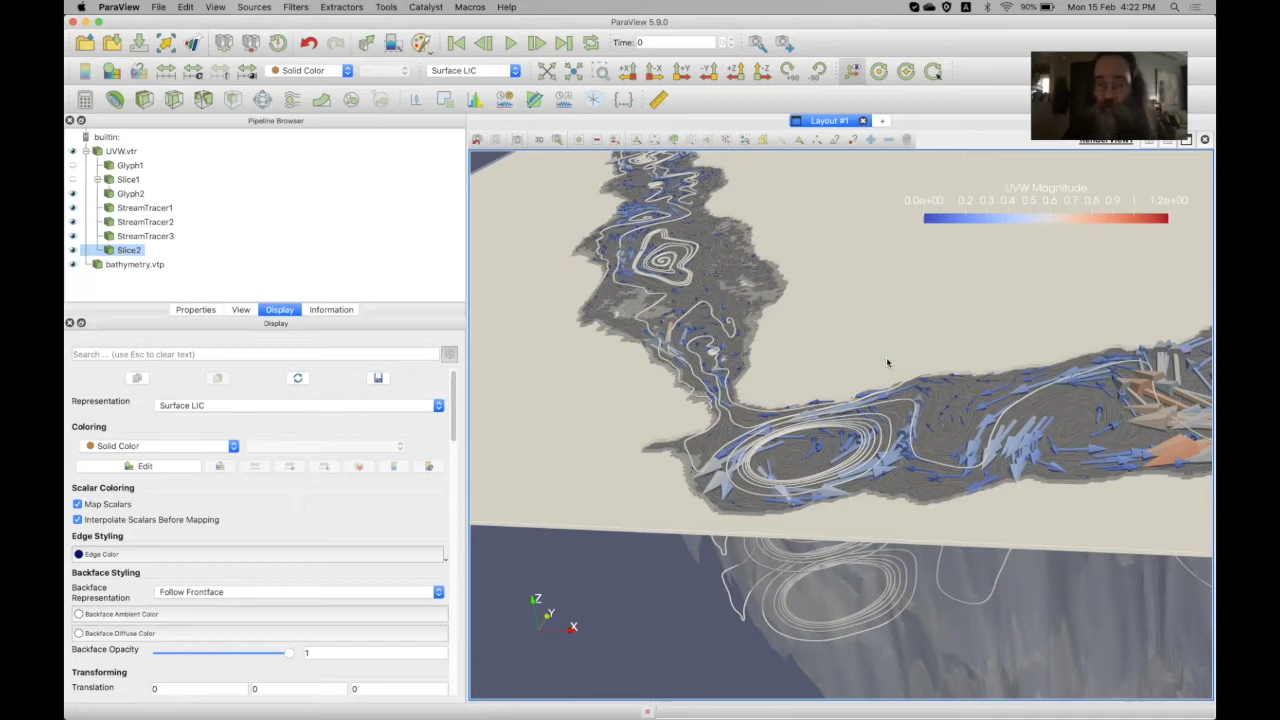 ParaView File Edit View Sources Filters Extractors Tools Catalyst Macros Help A 90% Mon 15 Feb 4:22 PM
ParaView 5.9.0
Time: 0
Solid Color Surface LIC +X -X +Y -Y +Z -Z +90 -90
Layout #1 +
Pipeline Browser
3D
RenderView1
builtin:
UVW.vtr
Glyph1
Slice1
Glyph2
StreamTracer1
StreamTracer2
StreamTracer3
Slice2
bathymetry.vtp
UVW Magnitude
0.0e+00 0.2 0.3 0.4 0.5 0.6 0.7 0.8 0.9 1 1.2e+00
Properties View Display Information
Display
Search ... (use Esc to clear text)
Representation Surface LIC
Coloring
Solid Color
Edit
Scalar Coloring
Map Scalars
Interpolate Scalars Before Mapping
Edge Styling
Edge Color
Backface Styling
Backface
Representation Follow Frontface
Backface Ambient Color
Backface Diffuse Color
Backface Opacity 1
Transforming
Translation 0 0 0
Z
Y
X